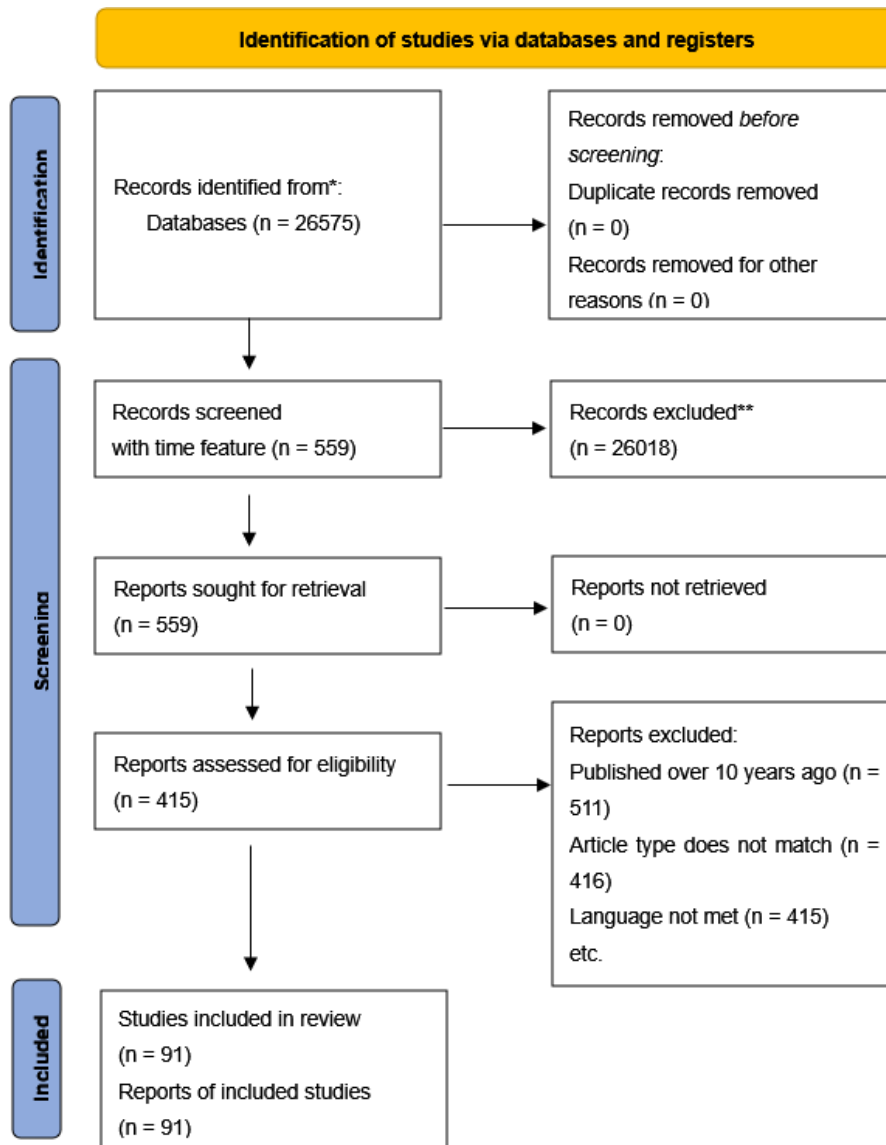 Identification of studies via databases and registers
Identification
Records identified from*:
Databases (n = 26575)
Records removed before
screening:
Duplicate records removed
(n = 0)
Records removed for other
reasons (n = 0)
Screening
Records screened
with time feature (n = 559)
Records excluded**
(n = 26018)
Reports sought for retrieval
(n = 559)
Reports not retrieved
(n = 0)
Reports assessed for eligibility
(n = 415)
Reports excluded:
Published over 10 years ago (n =
511)
Article type does not match (n =
416)
Language not met (n = 415)
etc.
Included
Studies included in review
(n = 91)
Reports of included studies
(n = 91)